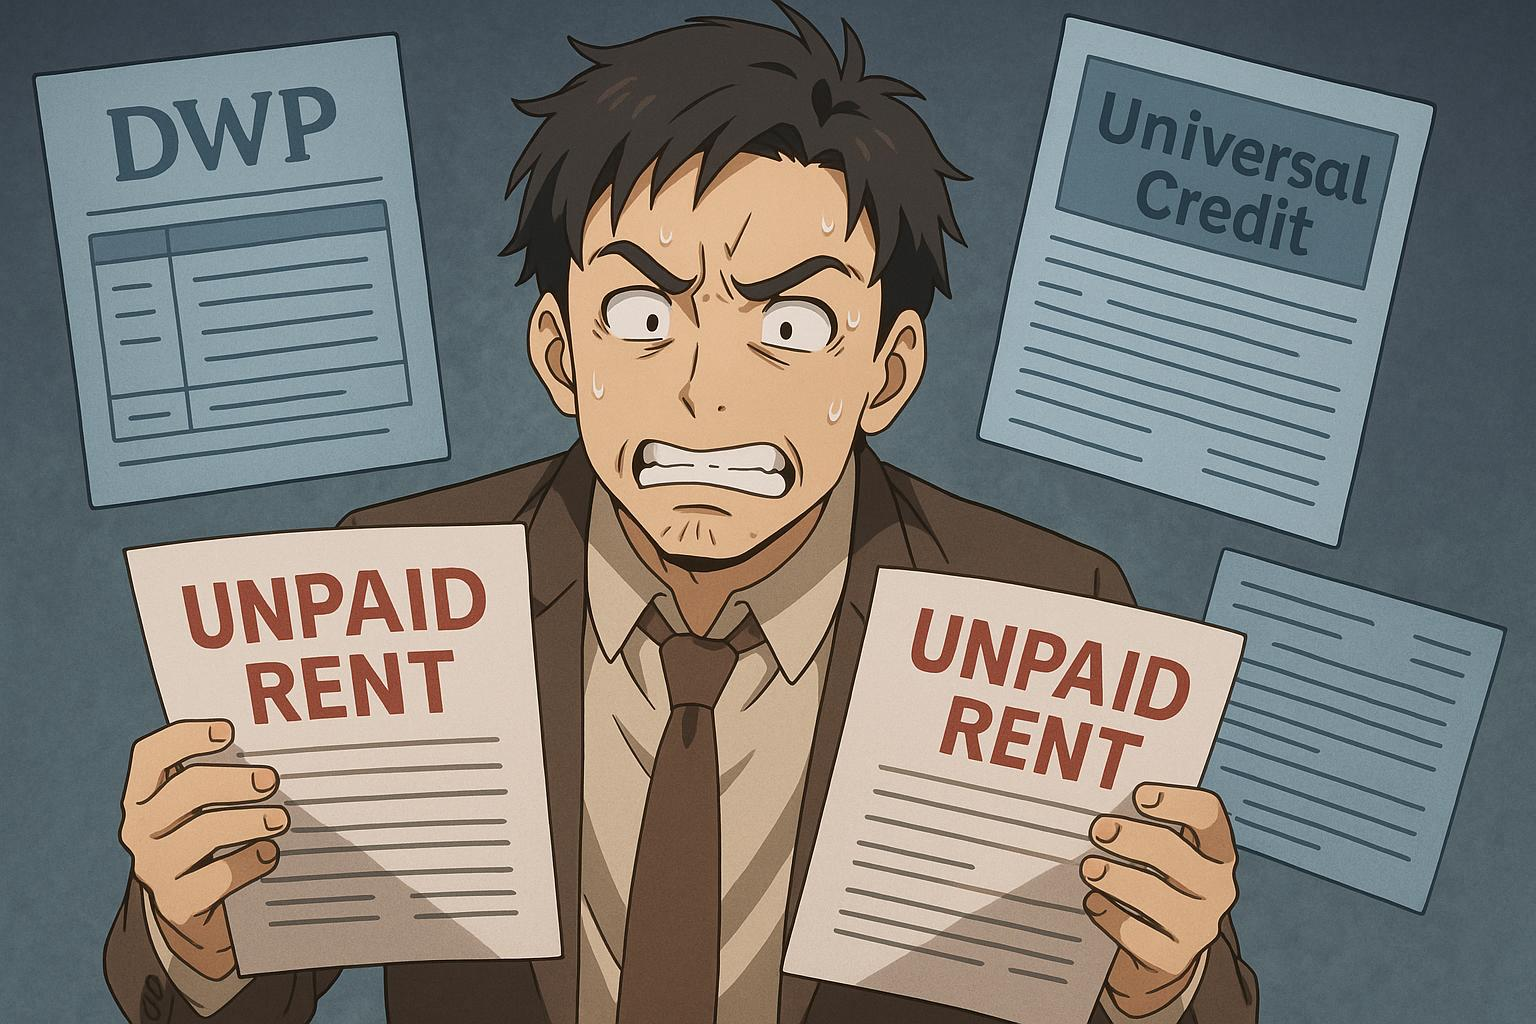 DWP
Universal
Credit
UNPAID
RENT
UNPAID
RENT